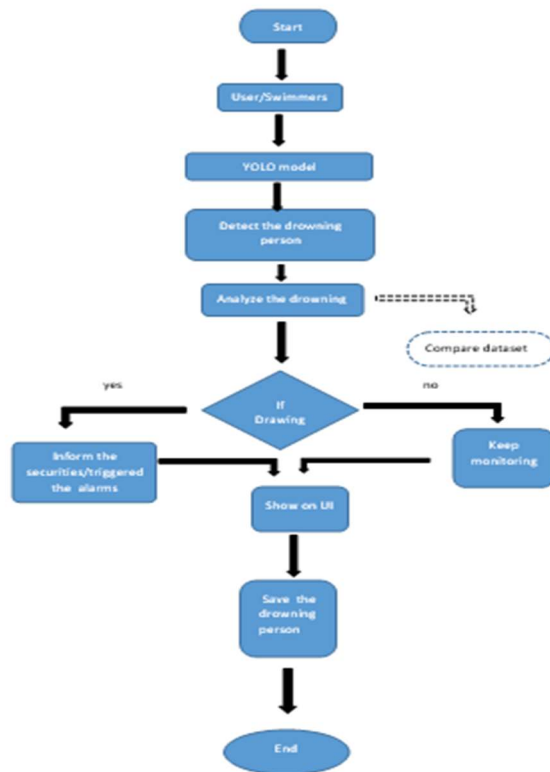 Start
User/Swimmers
YOLO model
Detect the drowning
person
Analyze the drowning
Compare dataset
yes
no
If
Drawing
Inform the
securities/triggered
the alarms
Keep
monitoring
Show on UI
Save the
drowning
person
End